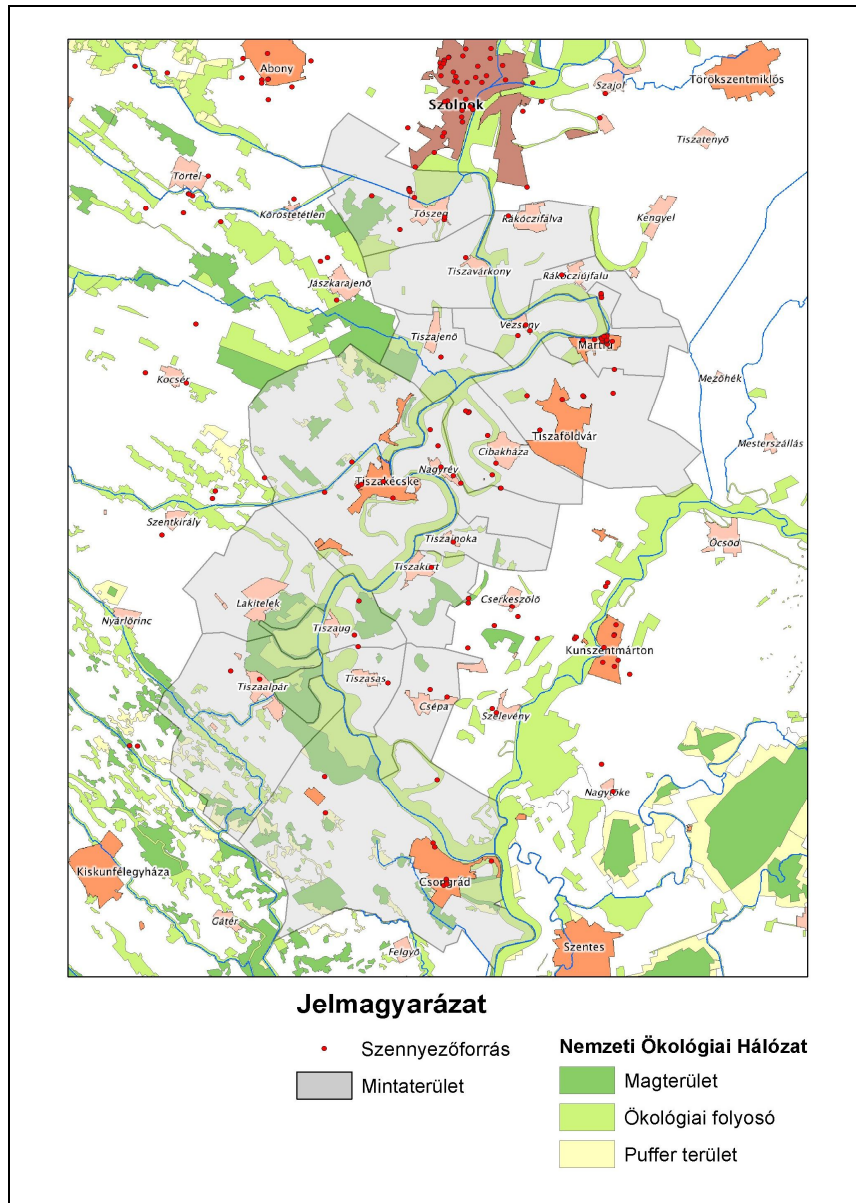 Abony
Szolnok
Szajol
Törökszentmiklós
Tiszatenyő
Törtel
Kőröstetétlen
Tószeg
Rákóczifalva
Kengyel
Tiszavárkony
Rákócziújfalu
Jászkarajenő
Tiszajenő
Vezseny
Martfű
Kocsér
Mezőhék
Tiszaföldvár
Mesterszállás
Cibakháza
Nagyrév
Tiszakécske
Szentkirály
Tiszainoka
Öcsöd
Tiszakürt
Lakitelek
Cserkeszőlő
Nyárlőrinc
Tiszaug
Kunszentmárton
Tiszaalpár
Tiszasas
Csépa
Szelevény
Nagytőke
Kiskunfélegyháza
Csongrád
Gátér
Felgyő
Szentes
Jelmagyarázat
Szennyezőforrás
Mintaterület
Nemzeti Ökológiai Hálózat
Magterület
Ökológiai folyosó
Puffer terület